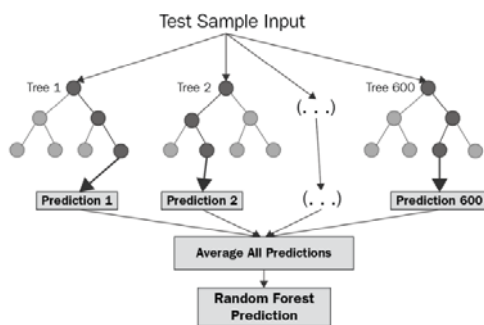 Test Sample Input
Tree 1
Tree 2
(. . .)
Tree 600
Prediction 1
Prediction 2
(. . .)
Prediction 600
Average All Predictions
Random Forest
Prediction